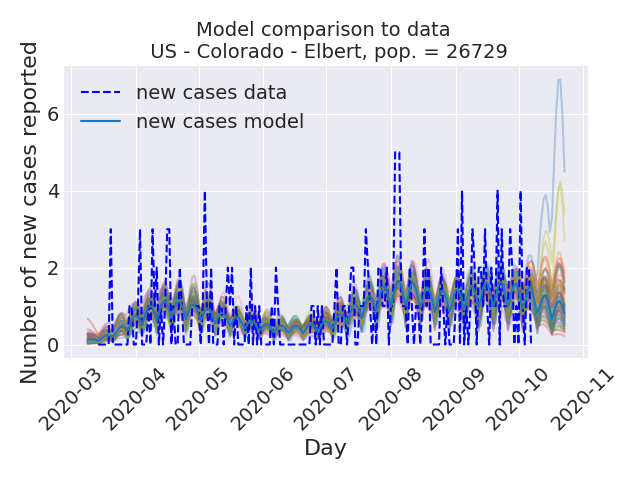 Model comparison to data
US - Colorado - Elbert, pop. = 26729
Number of new cases reported
new cases data
new cases model
6
4
2
0
2020-03
2020-04
2020-05
2020-06
2020-07
2020-08
2020-09
2020-10
2020-11
Day